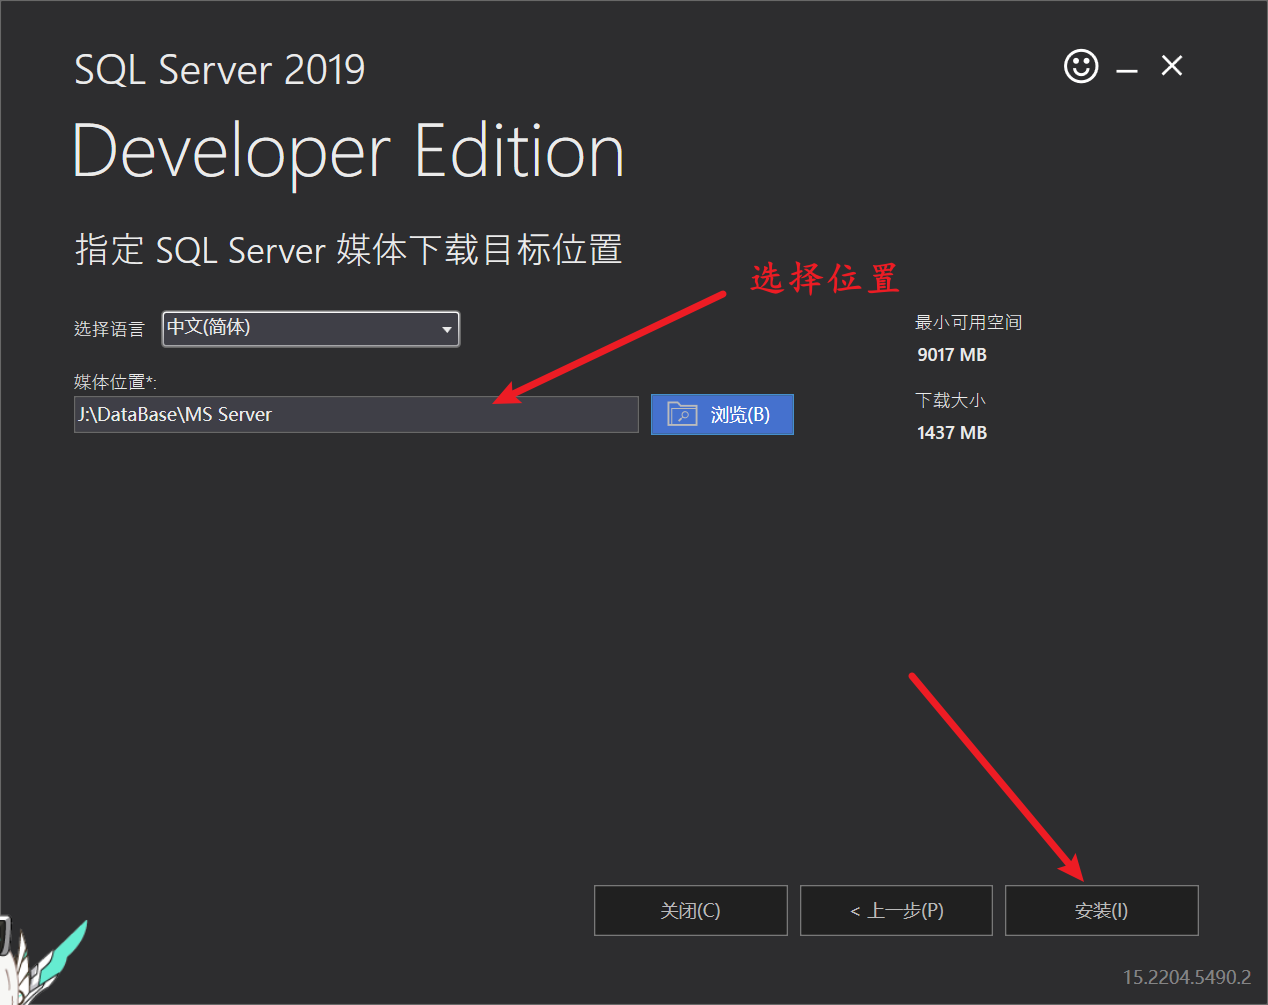 SQL Server 2019
Developer Edition
指定 SQL Server 媒体下载目标位置
选择位置
选择语言 中文(简体)
最小可用空间
9017 MB
媒体位置*:
J:\DataBase\MS Server
浏览(B)
下载大小
1437 MB
关闭(C)
< 上一步(P)
安装(I)
15.2204.5490.2